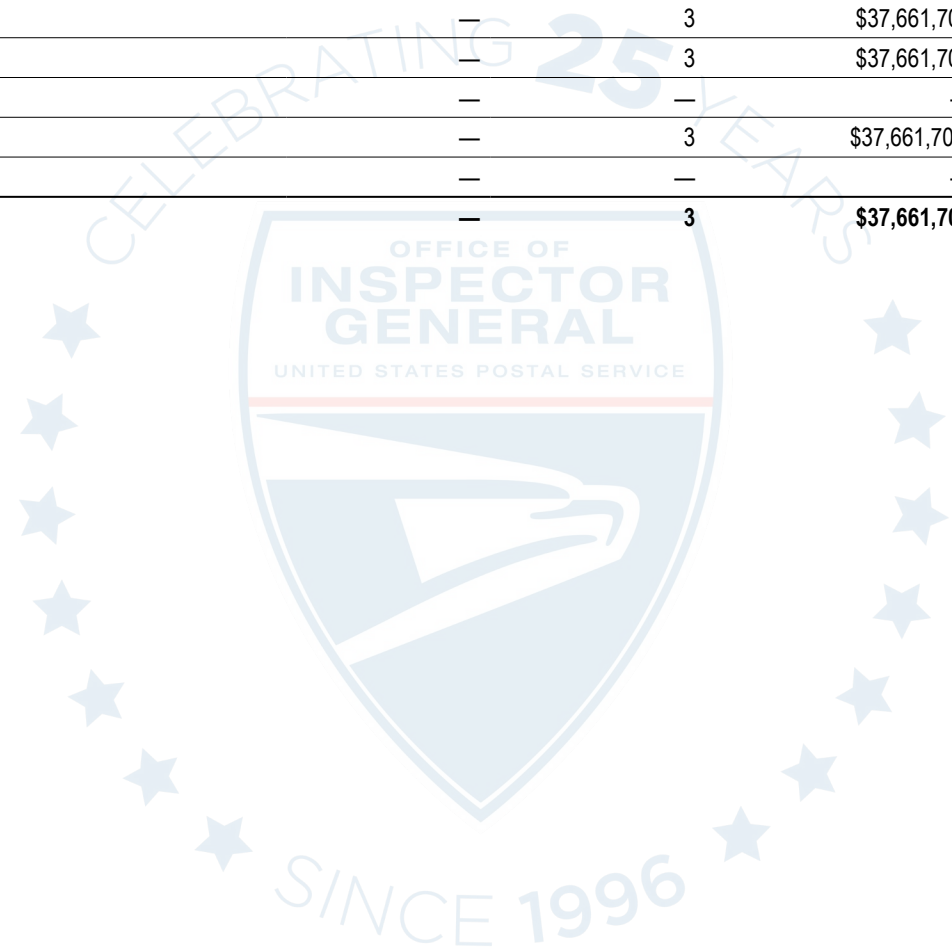 — 3 $37,661,70
— 3 $37,661,70
— — -
— 3 $37,661,70
— — -
— 3 $37,661,70
CELEBRATING 25 YEARS
OFFICE OF
INSPECTOR
GENERAL
UNITED STATES POSTAL SERVICE
SINCE 1996